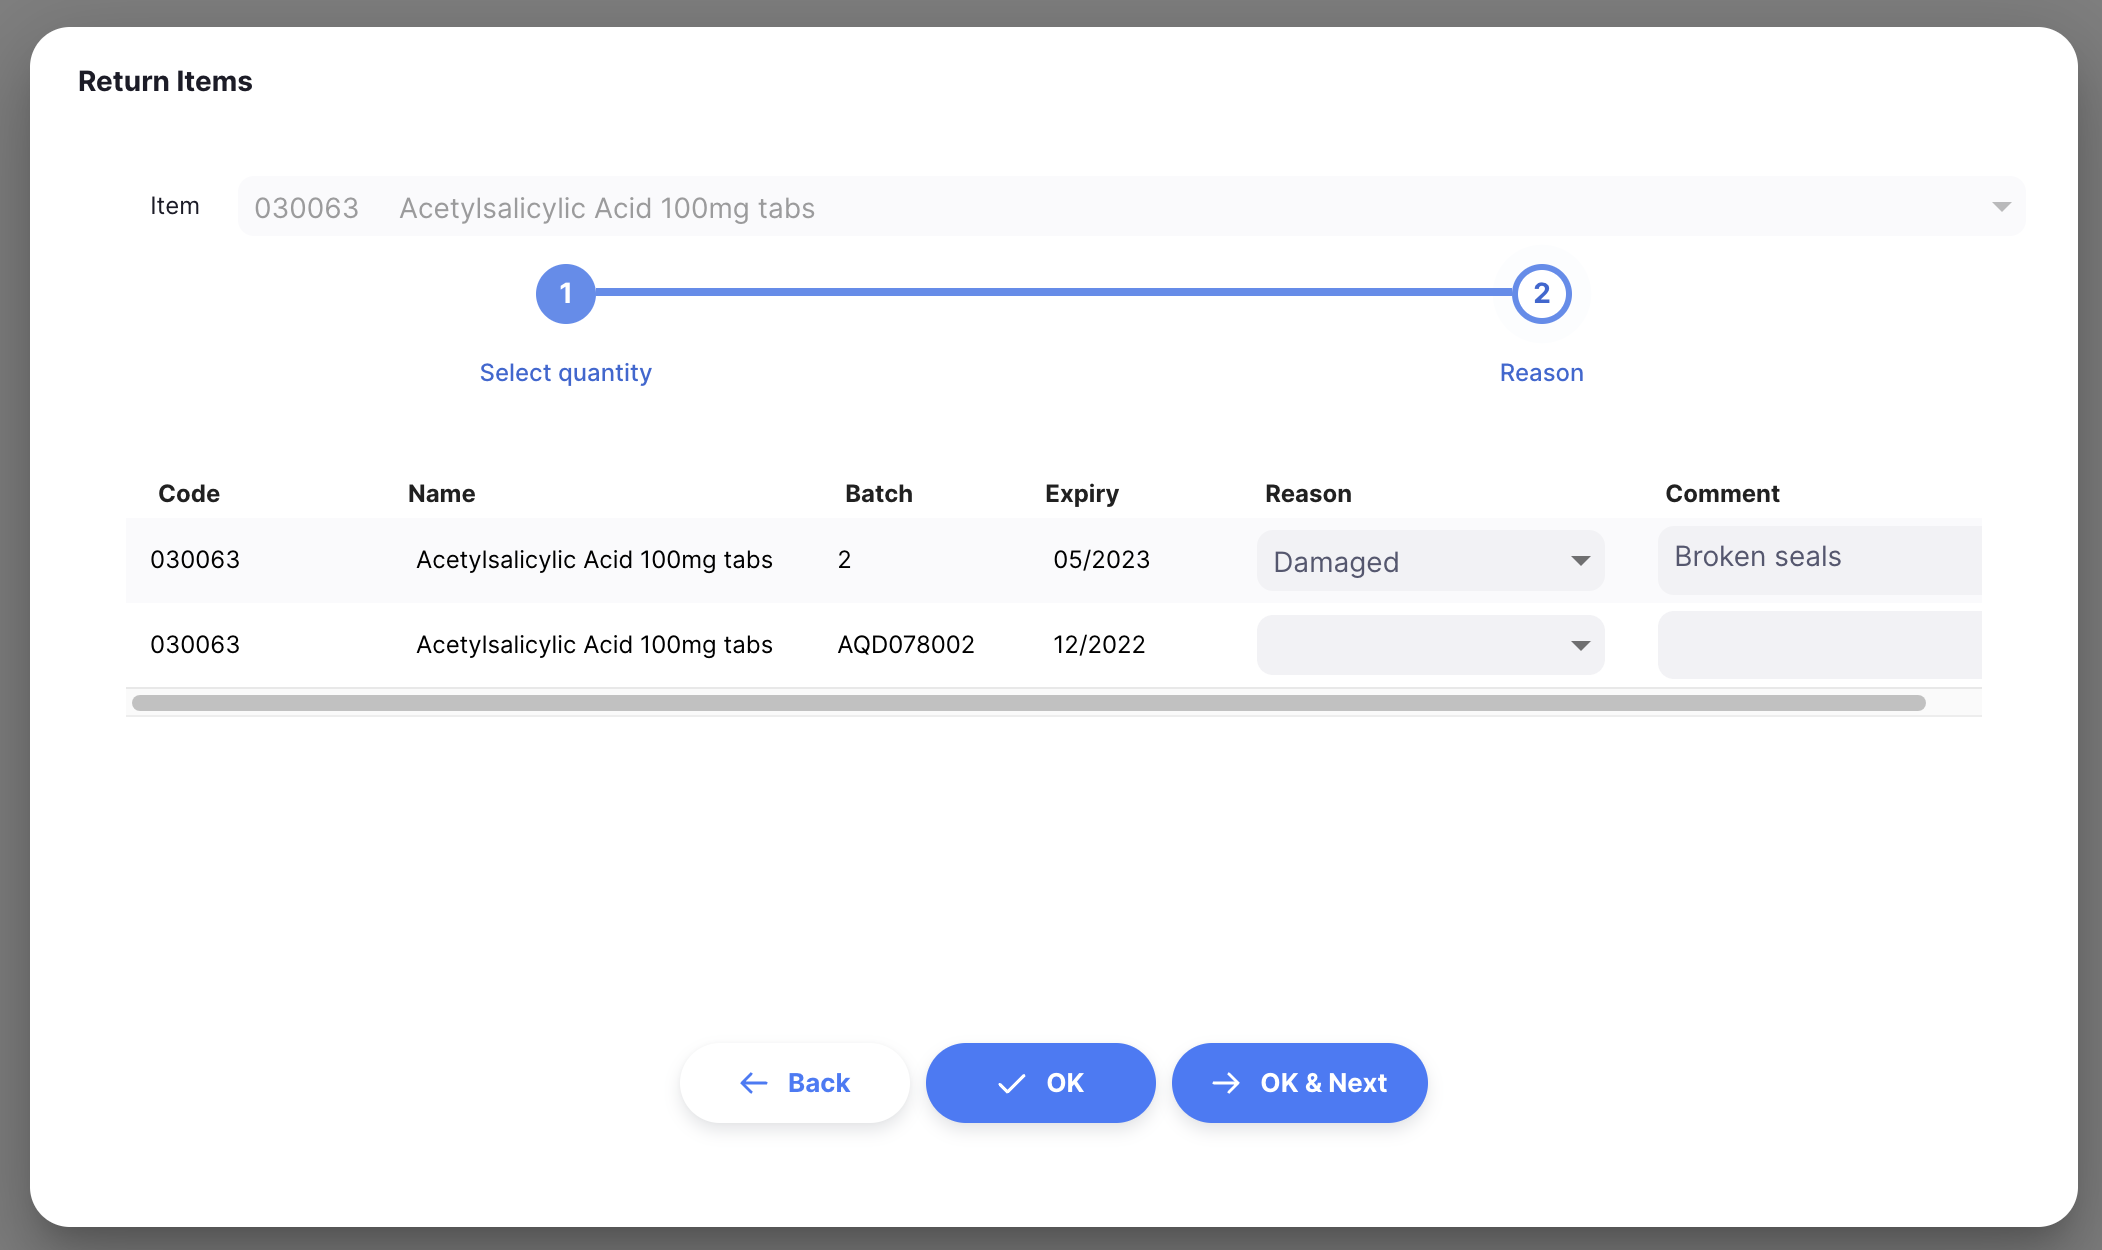 Return Items
Item 030063 Acetylsalicylic Acid 100mg tabs
1 2
Select quantity Reason
Code Name Batch Expiry Reason Comment
030063 Acetylsalicylic Acid 100mg tabs 2 05/2023 Damaged Broken seals
030063 Acetylsalicylic Acid 100mg tabs AQD078002 12/2022
Back OK OK & Next